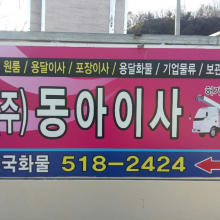 원룸 / 용달이사 / 포장이사 / 용달화물 / 기업물류 / 보관
주) 동아이사
국화물 518-2424